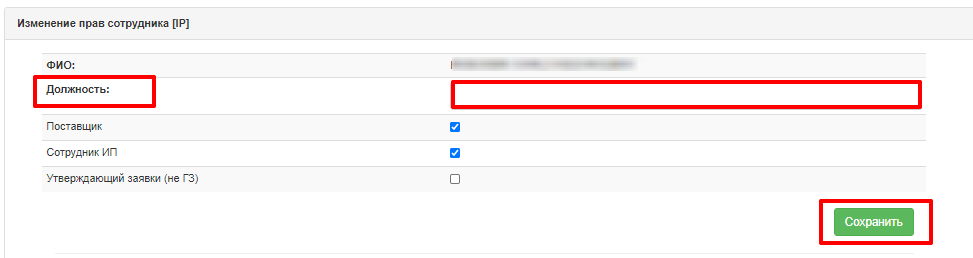 Изменение прав сотрудника [IP]
ФИО:
Должность:
Поставщик
Сотрудник ИП
Утверждающий заявки (не ГЗ)
Сохранить